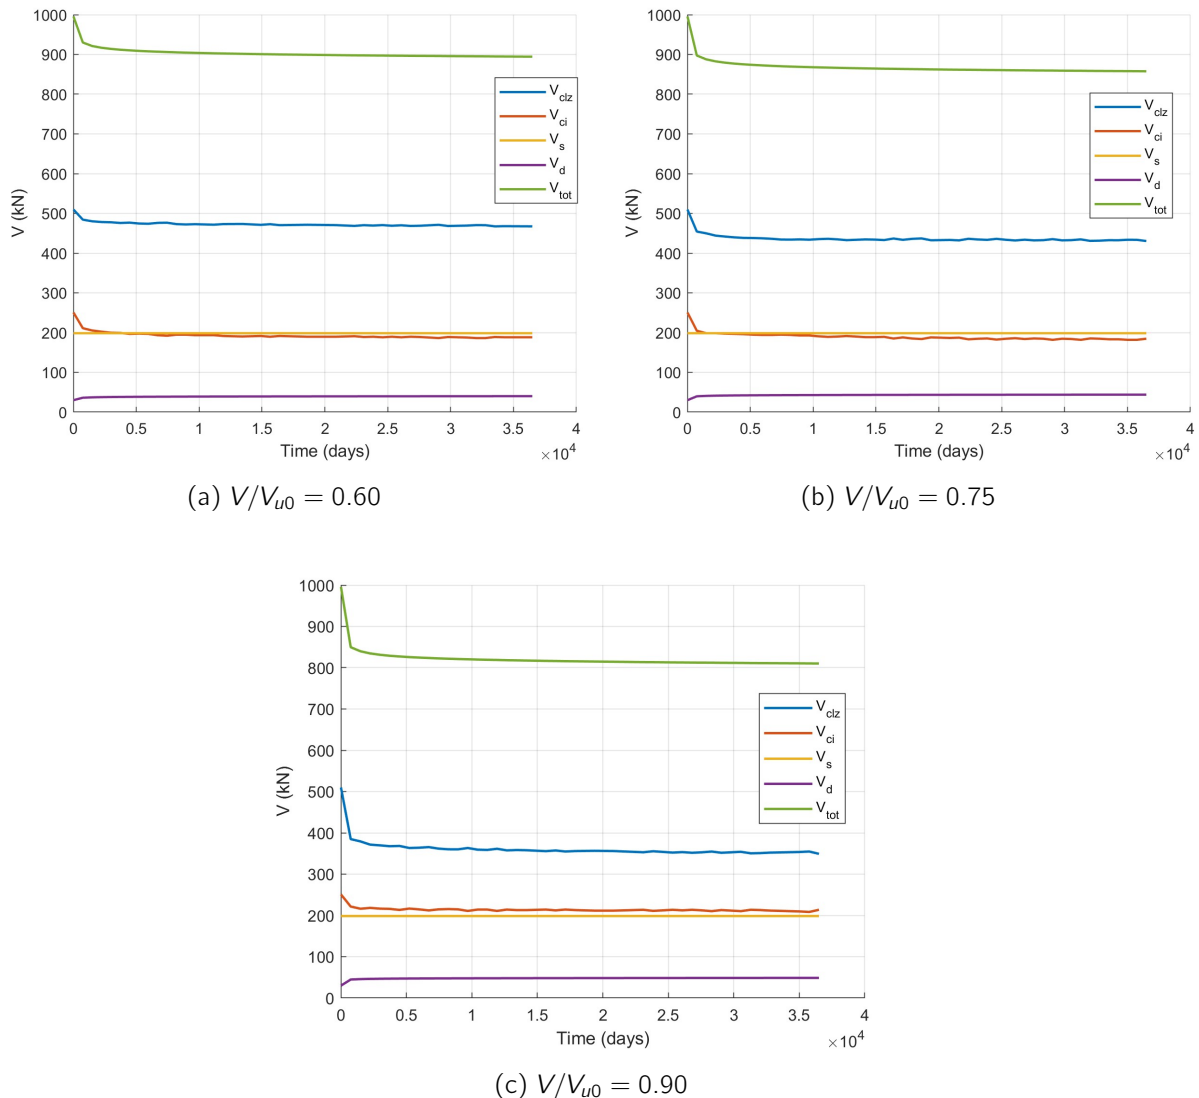 1000
900
800
700
600
500
400
300
200
100
0
V (kN)
V_clz
V_ci
V_s
V_d
V_tot
0 0.5 1 1.5 2 2.5 3 3.5 4
Time (days)
×10^4
(a) V/V_u0 = 0.60
1000
900
800
700
600
500
400
300
200
100
0
V (kN)
V_clz
V_ci
V_s
V_d
V_tot
0 0.5 1 1.5 2 2.5 3 3.5 4
Time (days)
×10^4
(b) V/V_u0 = 0.75
1000
900
800
700
600
500
400
300
200
100
0
V (kN)
V_clz
V_ci
V_s
V_d
V_tot
0 0.5 1 1.5 2 2.5 3 3.5 4
Time (days)
×10^4
(c) V/V_u0 = 0.90